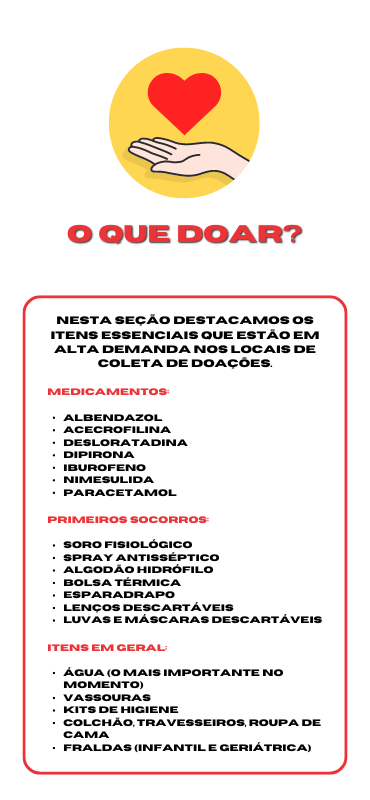 O QUE DOAR?
NESTA SEÇÃO DESTACAMOS OS
ITENS ESSENCIAIS QUE ESTÃO EM
ALTA DEMANDA NOS LOCAIS DE
COLETA DE DOAÇÕES.
MEDICAMENTOS:
• ALBENDAZOL
• ACECROFILINA
• DESLORATADINA
• DIPIRONA
• IBUROFENO
• NIMESULIDA
• PARACETAMOL
PRIMEIROS SOCORROS:
• SORO FISIOLÓGICO
• SPRAY ANTISSÉPTICO
• ALGODÃO HIDRÓFILO
• BOLSA TÉRMICA
• ESPARADRAPO
• LENÇOS DESCARTÁVEIS
• LUVAS E MÁSCARAS DESCARTÁVEIS
ITENS EM GERAL:
• ÁGUA (O MAIS IMPORTANTE NO
MOMENTO)
• VASSOURAS
• KITS DE HIGIENE
• COLCHÃO, TRAVESSEIROS, ROUPA DE
CAMA
• FRALDAS (INFANTIL E GERIÁTRICA)